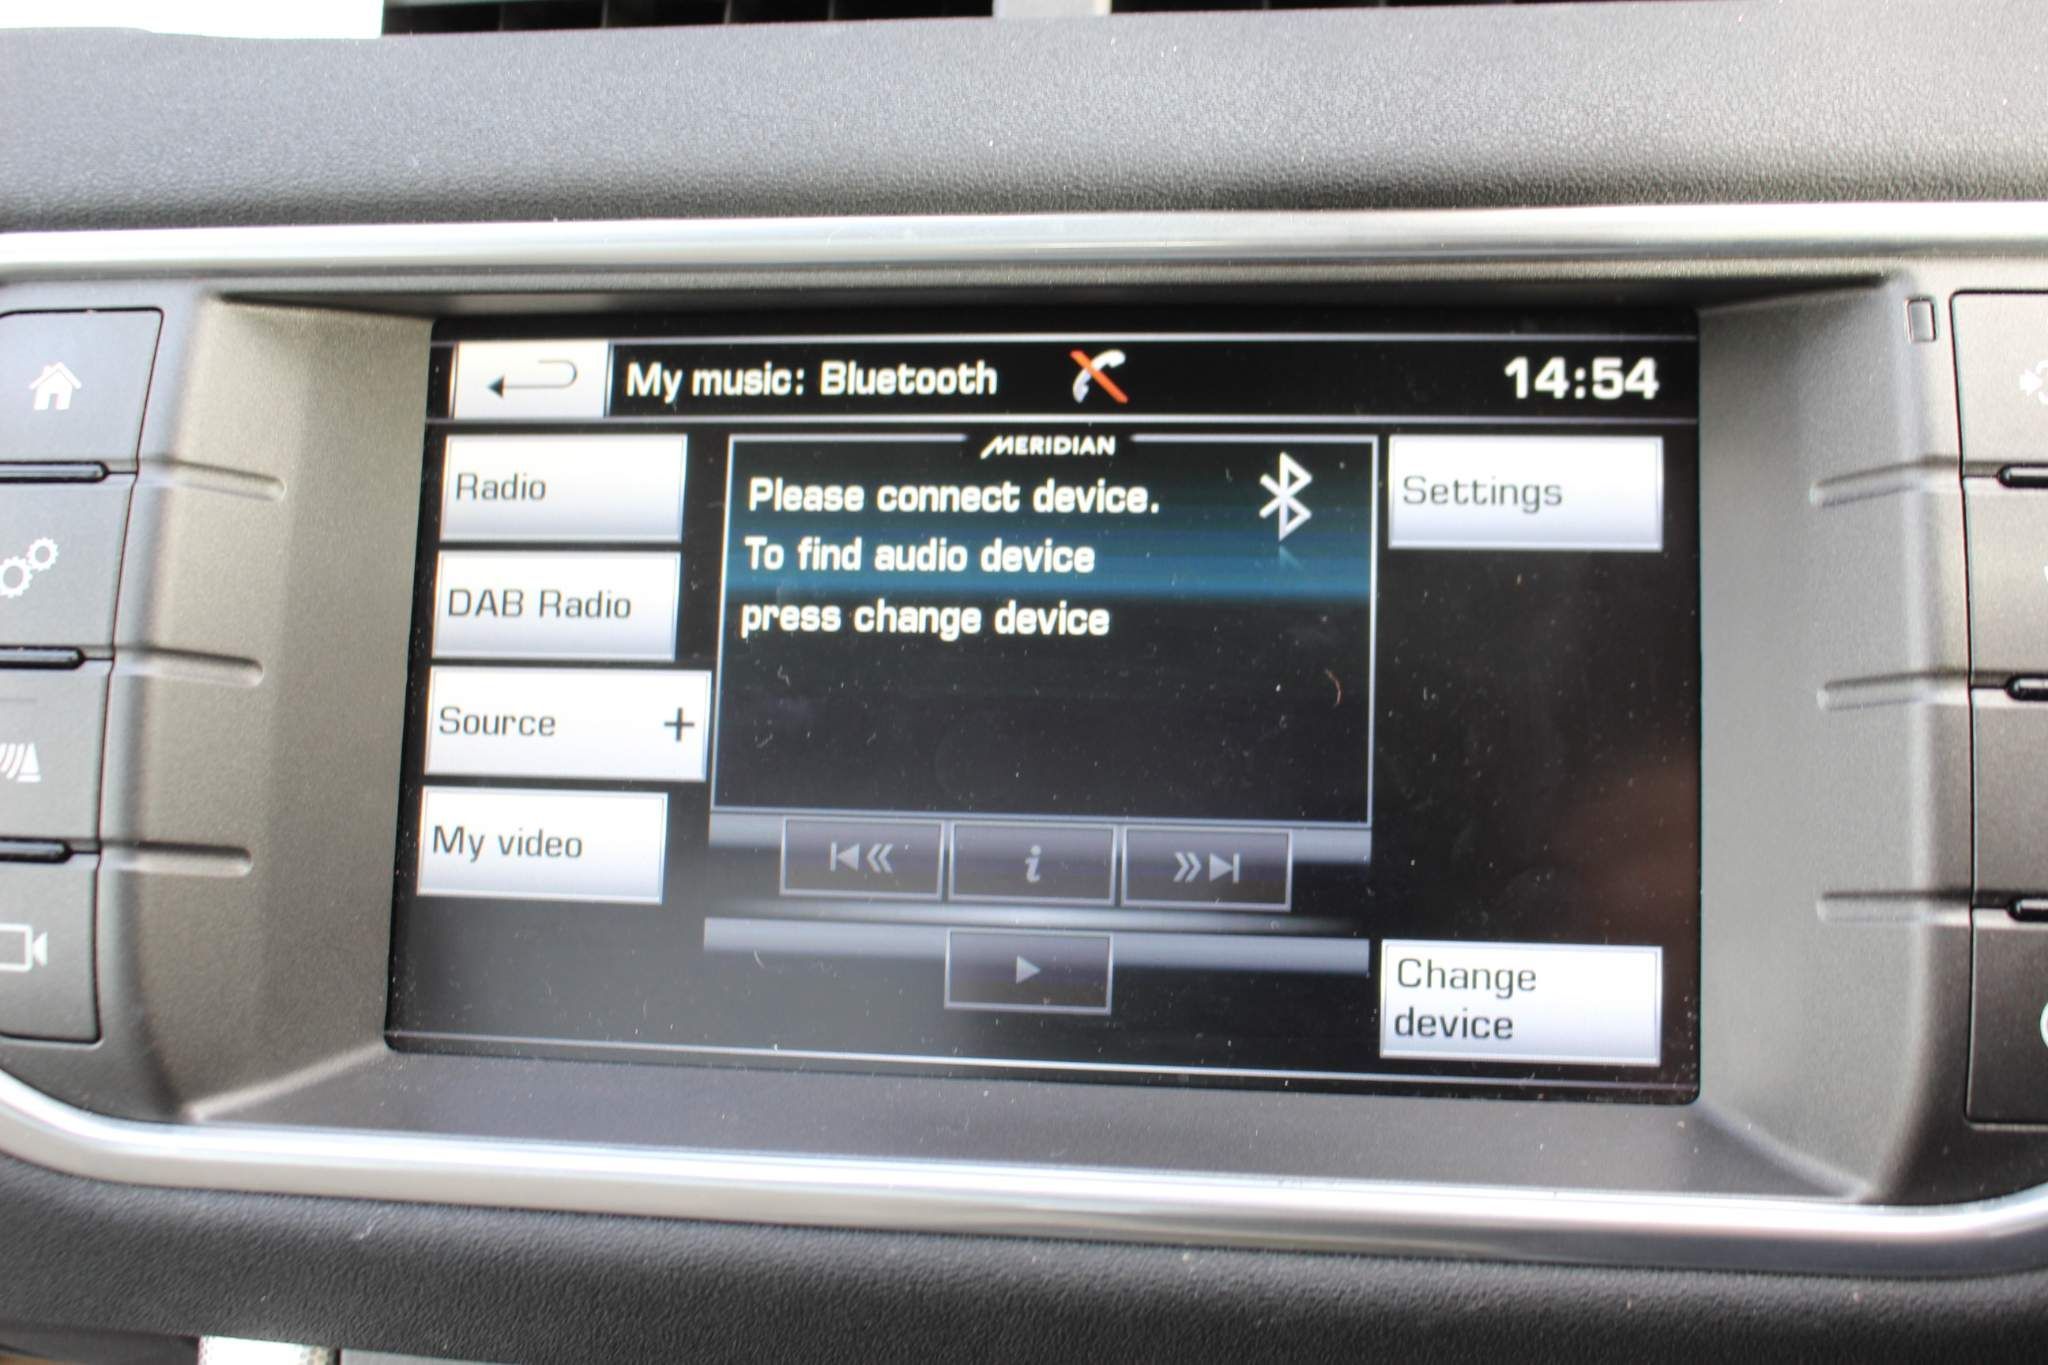 My music: Bluetooth
14:54
Radio
DAB Radio
Source +
My video
MERIDIAN
Please connect device.
To find audio device
press change device
i
Settings
Change
device